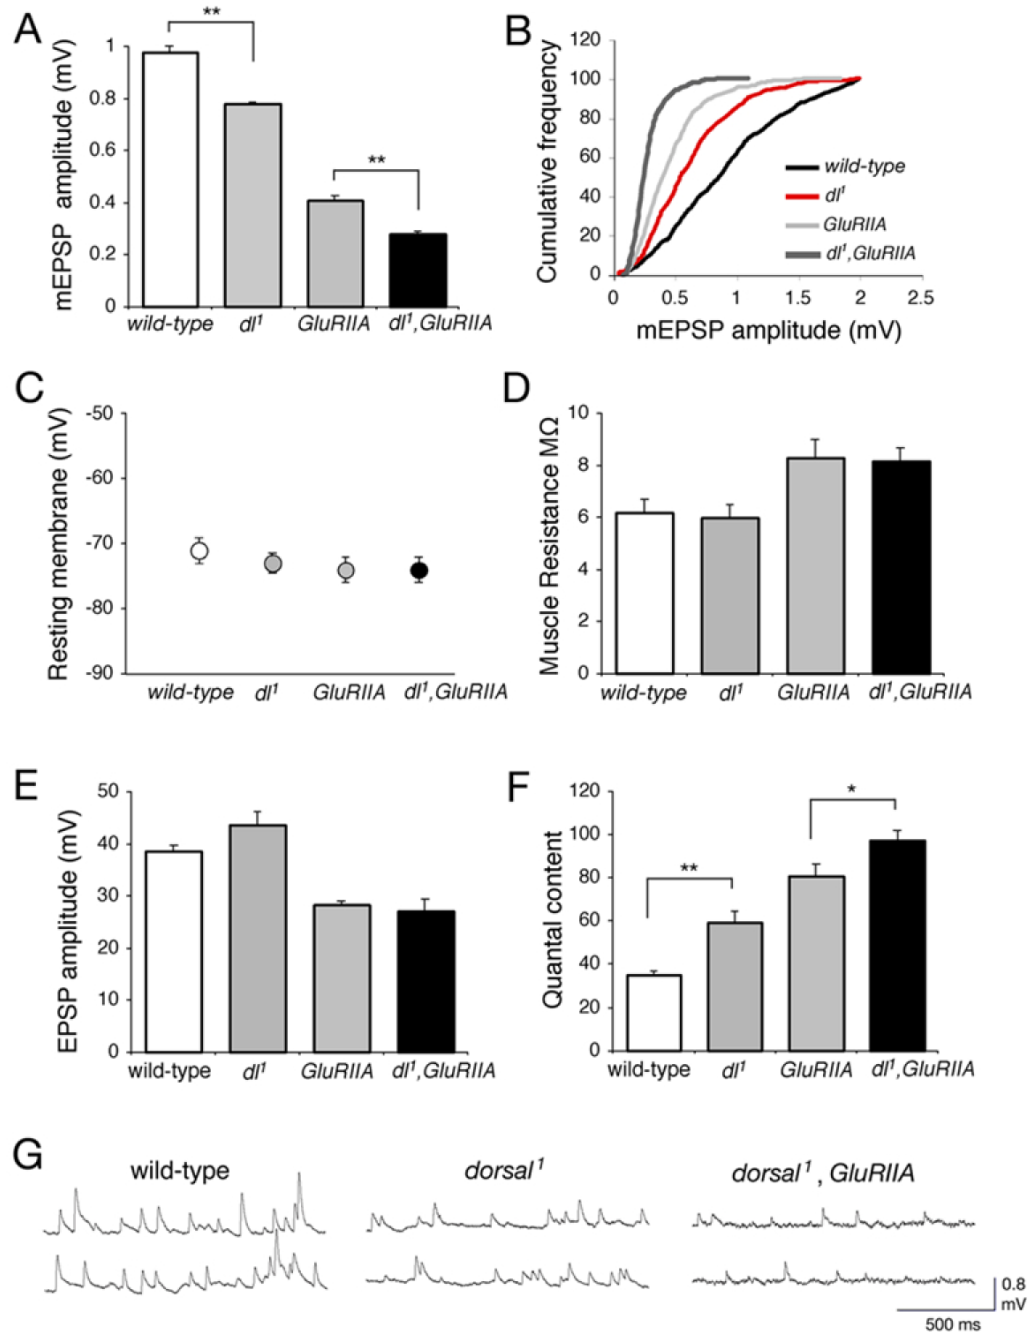 A
mEPSP amplitude (mV)
1
0.8
0.6
0.4
0.2
0
**
**
wild-type dl¹ GluRIIA dl¹,GluRIIA
B
Cumulative frequency
120
100
80
60
40
20
0
0 0.5 1 1.5 2 2.5
mEPSP amplitude (mV)
wild-type
dl¹
GluRIIA
dl¹,GluRIIA
C
Resting membrane (mV)
-50
-60
-70
-80
-90
wild-type dl¹ GluRIIA dl¹,GluRIIA
D
Muscle Resistance MΩ
10
8
6
4
2
0
wild-type dl¹ GluRIIA dl¹,GluRIIA
E
EPSP amplitude (mV)
50
40
30
20
10
0
wild-type dl¹ GluRIIA dl¹,GluRIIA
F
Quantal content
120
100
80
60
40
20
0
**
*
wild-type dl¹ GluRIIA dl¹,GluRIIA
G
wild-type dorsal¹ dorsal¹, GluRIIA
0.8
mV
500 ms